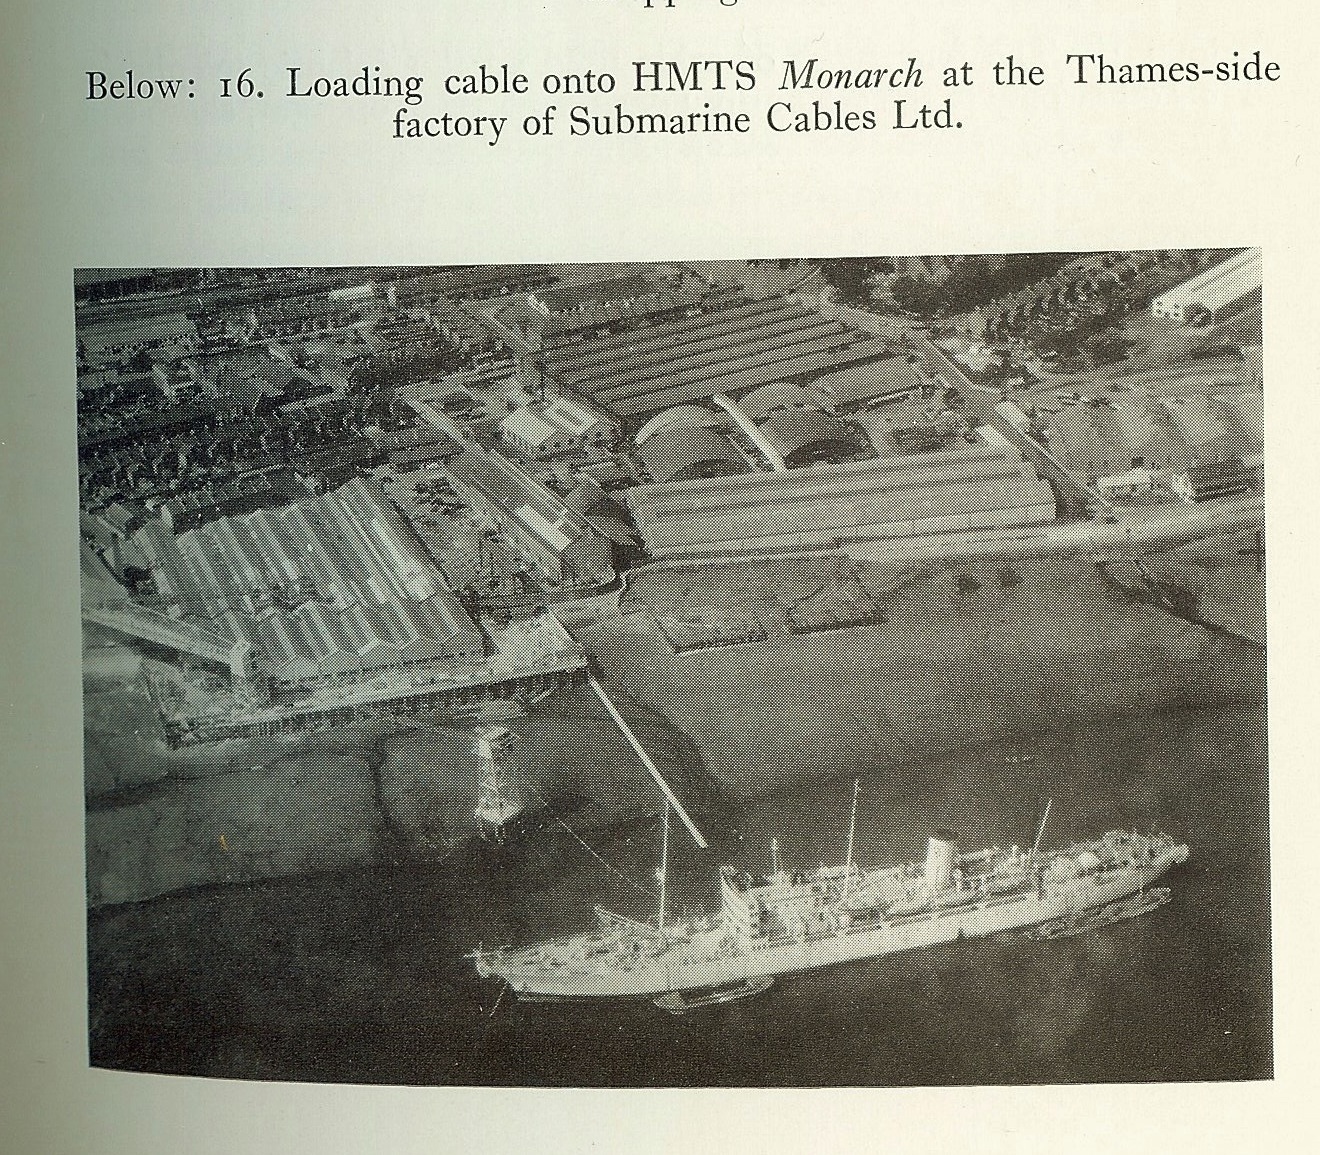 Below: 16. Loading cable onto HMTS Monarch at the Thames-side
factory of Submarine Cables Ltd.